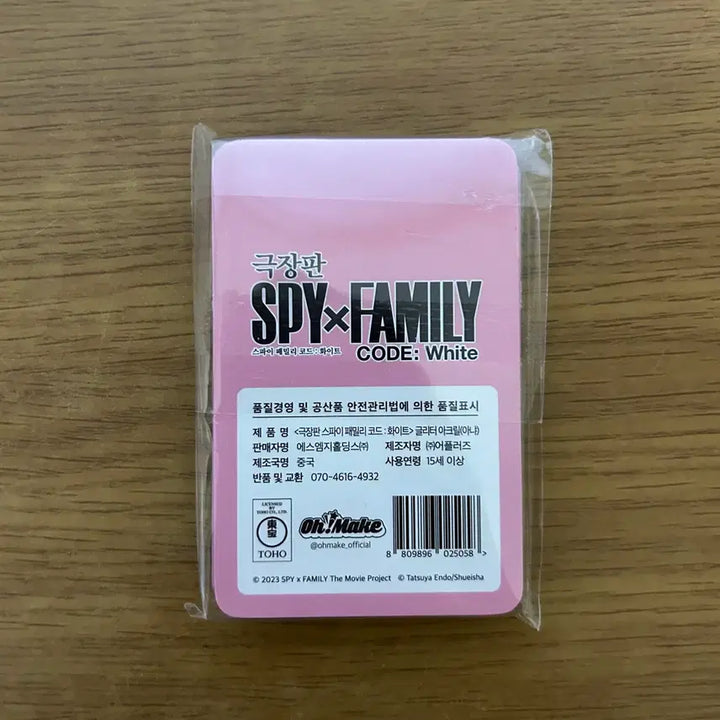 극장판
SPY×FAMILY
스파이 패밀리 코드 : 화이트 CODE: White
품질경영 및 공산품 안전관리법에 의한 품질표시
제 품 명 <극장판 스파이 패밀리 코드 : 화이트> 글리터 아크릴(아냐)
판매자명 에스엠지홀딩스㈜ 제조자명 ㈜어플러즈
제조국명 중국 사용연령 15세 이상
반품 및 교환 070-4616-4932
LICENSED
BY
TOHO CO., LTD.
東宝
TOHO
Oh!Make
@ohmake_official
8 809896 025058 >
© 2023 SPY x FAMILY The Movie Project © Tatsuya Endo/Shueisha